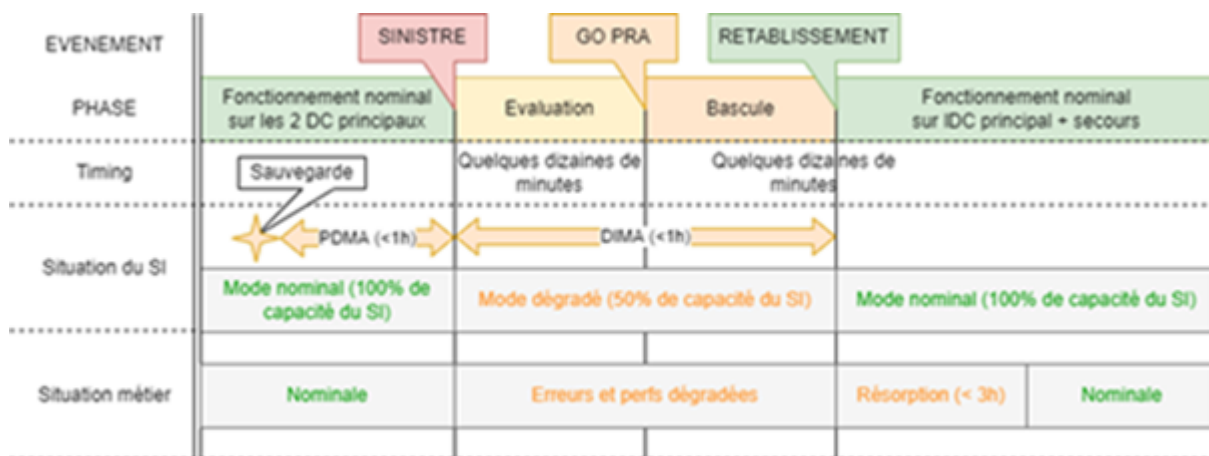 EVENEMENT
SINISTRE
GO PRA
RETABLISSEMENT
PHASE
Fonctionnement nominal
sur les 2 DC principaux
Evaluation
Bascule
Fonctionnement nominal
sur IDC principal + secours
Timing
Sauvegarde
Quelques dizaines de
minutes
Quelques dizaines de
minutes
Situation du SI
PDMA (<1h)
DIMA (<1h)
Mode nominal (100% de
capacité du SI)
Mode dégradé (50% de capacité du SI)
Mode nominal (100% de capacité du SI)
Situation métier
Nominale
Erreurs et perfs dégradées
Résorption (< 3h)
Nominale